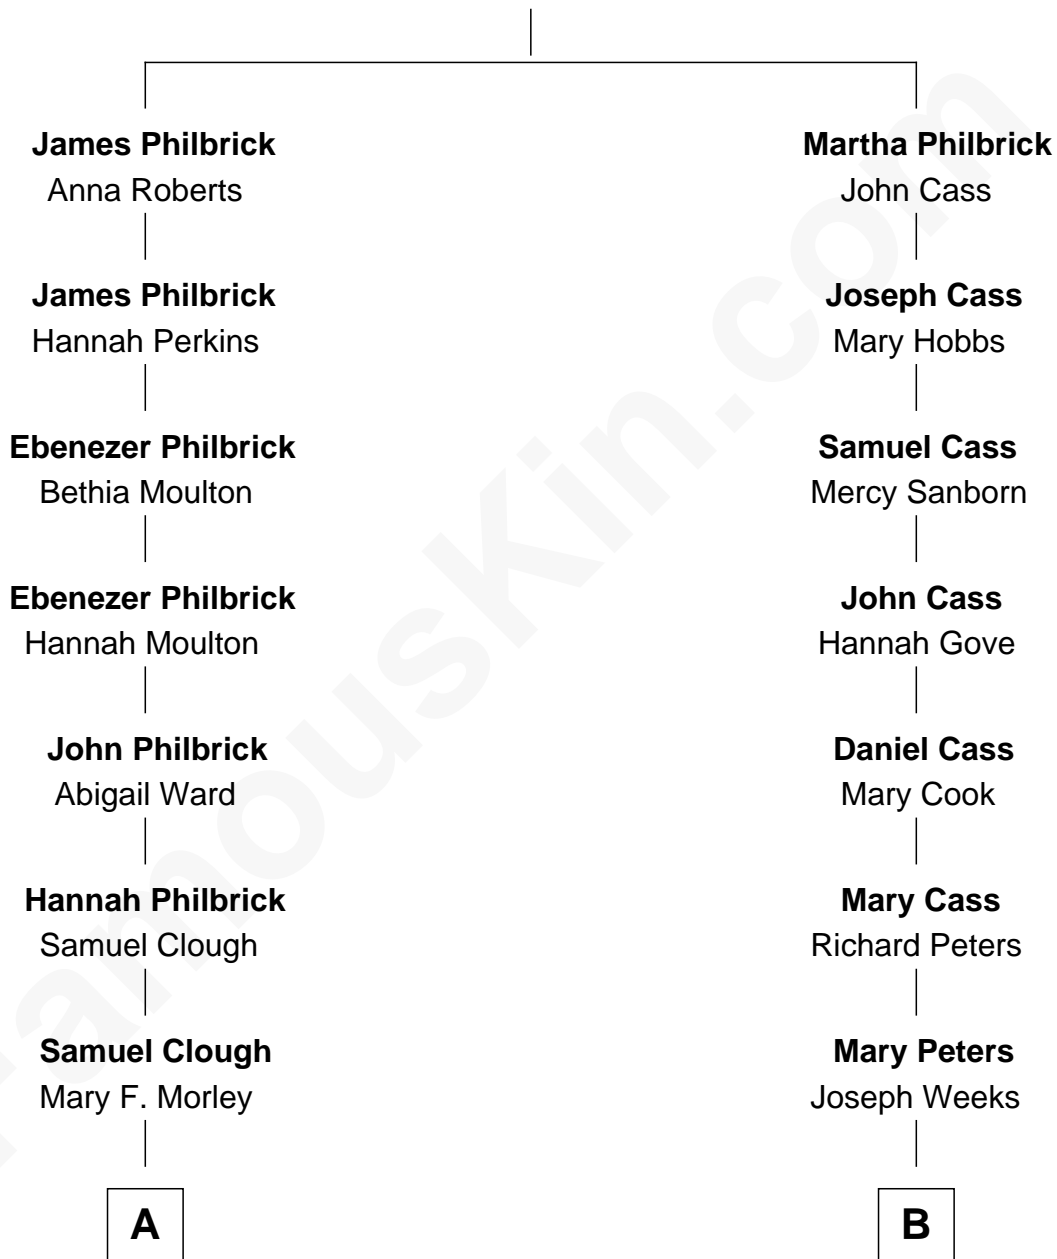 James Philbrick
Anna Roberts
James Philbrick
Hannah Perkins
Ebenezer Philbrick
Bethia Moulton
Ebenezer Philbrick
Hannah Moulton
John Philbrick
Abigail Ward
Hannah Philbrick
Samuel Clough
Samuel Clough
Mary F. Morley
A
Martha Philbrick
John Cass
Joseph Cass
Mary Hobbs
Samuel Cass
Mercy Sanborn
John Cass
Hannah Gove
Daniel Cass
Mary Cook
Mary Cass
Richard Peters
Mary Peters
Joseph Weeks
B
FamousKin.com